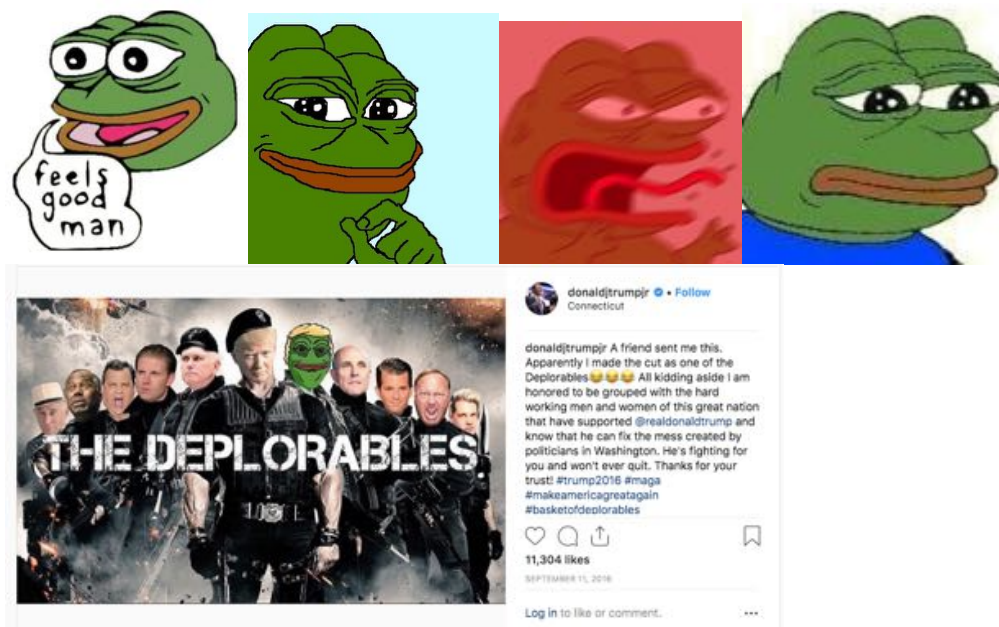 feels
good
man
THE DEPLORABLES
donaldjtrumpjr • Follow
Connecticut
donaldjtrumpjr A friend sent me this.
Apparently I made the cut as one of the
Deplorables😂😂😂 All kidding aside I am
honored to be grouped with the hard
working men and women of this great nation
that have supported @realdonaldtrump and
know that he can fix the mess created by
politicians in Washington. He's fighting for
you and won't ever quit. Thanks for your
trust! #trump2016 #maga
#makeamericagreatagain
#basketofdeplorables
11,304 likes
SEPTEMBER 11, 2016
Log in to like or comment.